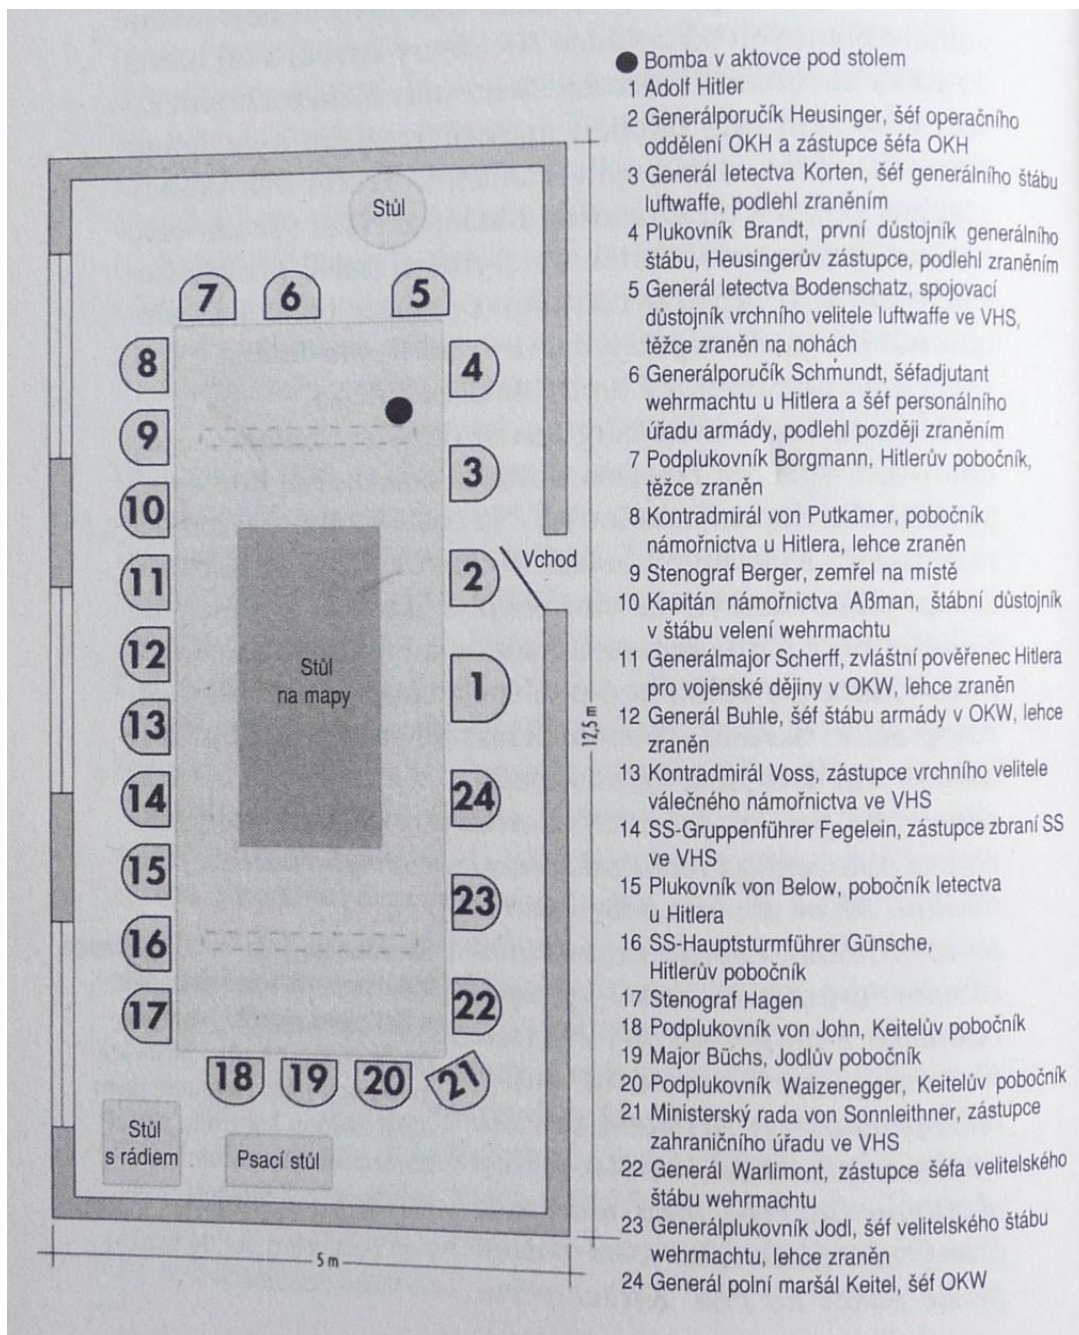 Bomba v aktovce pod stolem
1 Adolf Hitler
2 Generálporučík Heusinger, šéf operačního
oddělení OKH a zástupce šéfa OKH
3 Generál letectva Korten, šéf generálního štábu
luftwaffe, podlehl zraněním
4 Plukovník Brandt, první důstojník generálního
štábu, Heusingerův zástupce, podlehl zraněním
5 Generál letectva Bodenschatz, spojovací
důstojník vrchního velitele luftwaffe ve VHS,
těžce zraněn na nohách
6 Generálporučík Schmundt, šéfadjutant
wehrmachtu u Hitlera a šéf personálního
úřadu armády, podlehl později zraněním
7 Podplukovník Borgmann, Hitlerův pobočník,
těžce zraněn
8 Kontradmirál von Putkamer, pobočník
námořnictva u Hitlera, lehce zraněn
9 Stenograf Berger, zemřel na místě
10 Kapitán námořnictva Aßman, štábní důstojník
v štábu velení wehrmachtu
11 Generálmajor Scherff, zvláštní pověřenec Hitlera
pro vojenské dějiny v OKW, lehce zraněn
12 Generál Buhle, šéf štábu armády v OKW, lehce
zraněn
13 Kontradmirál Voss, zástupce vrchního velitele
válečného námořnictva ve VHS
14 SS-Gruppenführer Fegelein, zástupce zbraní SS
ve VHS
15 Plukovník von Below, pobočník letectva
u Hitlera
16 SS-Hauptsturmführer Günsche,
Hitlerův pobočník
17 Stenograf Hagen
18 Podplukovník von John, Keitelův pobočník
19 Major Büchs, Jodlův pobočník
20 Podplukovník Waizenegger, Keitelův pobočník
21 Ministerský rada von Sonnleithner, zástupce
zahraničního úřadu ve VHS
22 Generál Warlimont, zástupce šéfa velitelského
štábu wehrmachtu
23 Generálplukovník Jodl, šéf velitelského štábu
wehrmachtu, lehce zraněn
24 Generál polní maršál Keitel, šéf OKW
Stůl
7 6 5
8
4
9
3
10
11
2
Vchod
12
Stůl
na mapy
1
13
12,5 m
14
24
15
23
16
17
22
18 19 20 21
Stůl
s rádiem
Psací stůl
5 m